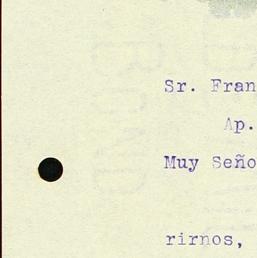 Sr. Fran
Ap.
Muy Seño
rirnos,